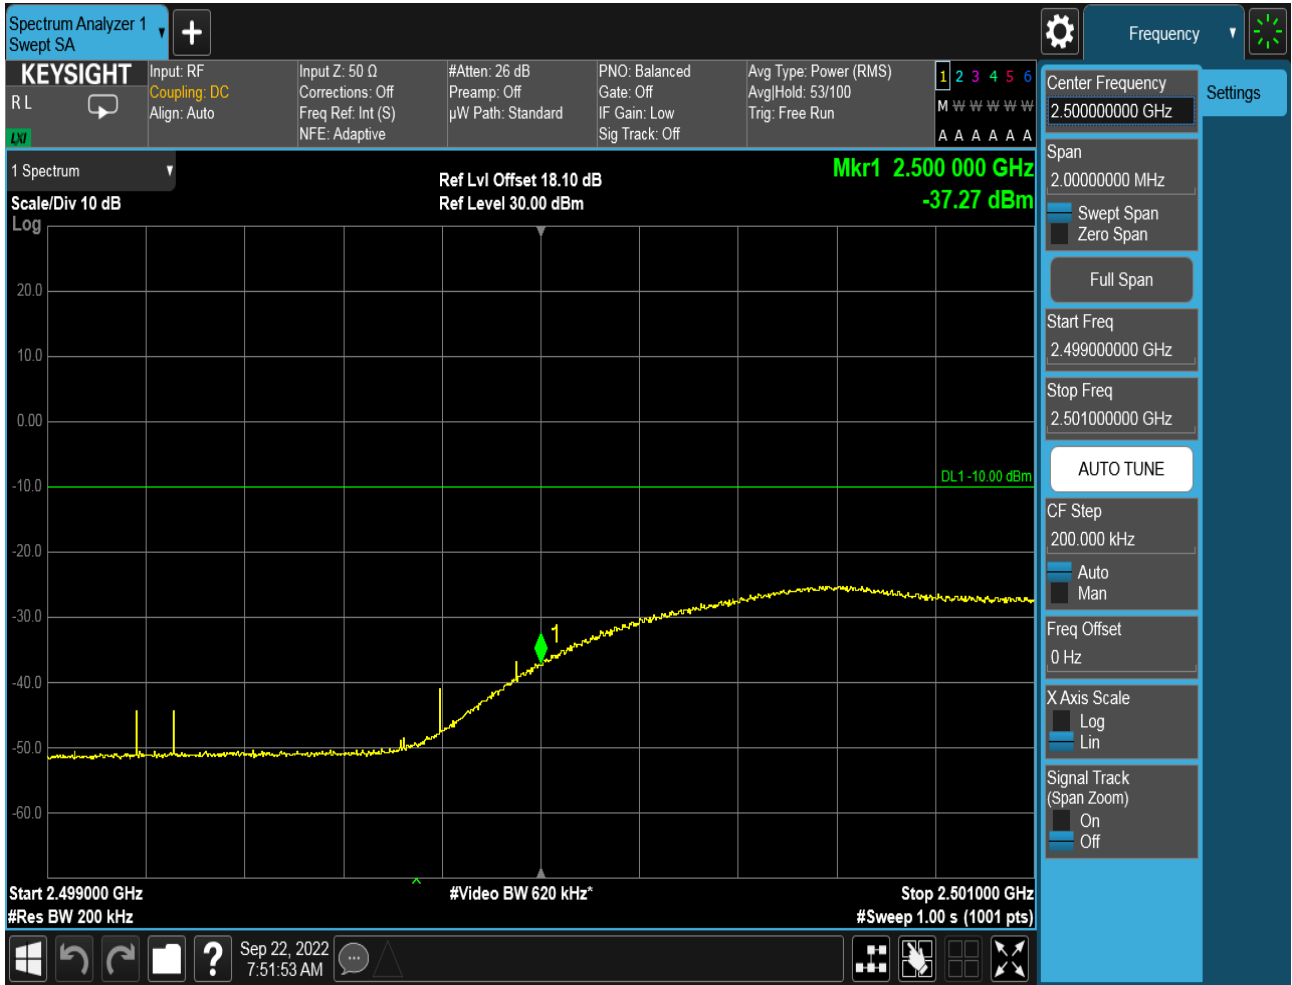 Spectrum Analyzer 1
Swept SA
Frequency
KEYSIGHT
R L
LXI
Input: RF
Coupling: DC
Align: Auto
Input Z: 50 Ω
Corrections: Off
Freq Ref: Int (S)
NFE: Adaptive
#Atten: 26 dB
Preamp: Off
µW Path: Standard
PNO: Balanced
Gate: Off
IF Gain: Low
Sig Track: Off
Avg Type: Power (RMS)
Avg|Hold: 53/100
Trig: Free Run
1 2 3 4 5 6
M W W W W W
A A A A A A
1 Spectrum
Scale/Div 10 dB
Log
Ref Lvl Offset 18.10 dB
Ref Level 30.00 dBm
Mkr1 2.500 000 GHz
-37.27 dBm
20.0
10.0
0.00
-10.0
-20.0
-30.0
-40.0
-50.0
-60.0
DL1 -10.00 dBm
1
Start 2.499000 GHz
#Res BW 200 kHz
#Video BW 620 kHz*
Stop 2.501000 GHz
#Sweep 1.00 s (1001 pts)
Center Frequency
2.500000000 GHz
Settings
Span
2.00000000 MHz
Swept Span
Zero Span
Full Span
Start Freq
2.499000000 GHz
Stop Freq
2.501000000 GHz
AUTO TUNE
CF Step
200.000 kHz
Auto
Man
Freq Offset
0 Hz
X Axis Scale
Log
Lin
Signal Track
(Span Zoom)
On
Off
?
Sep 22, 2022
7:51:53 AM